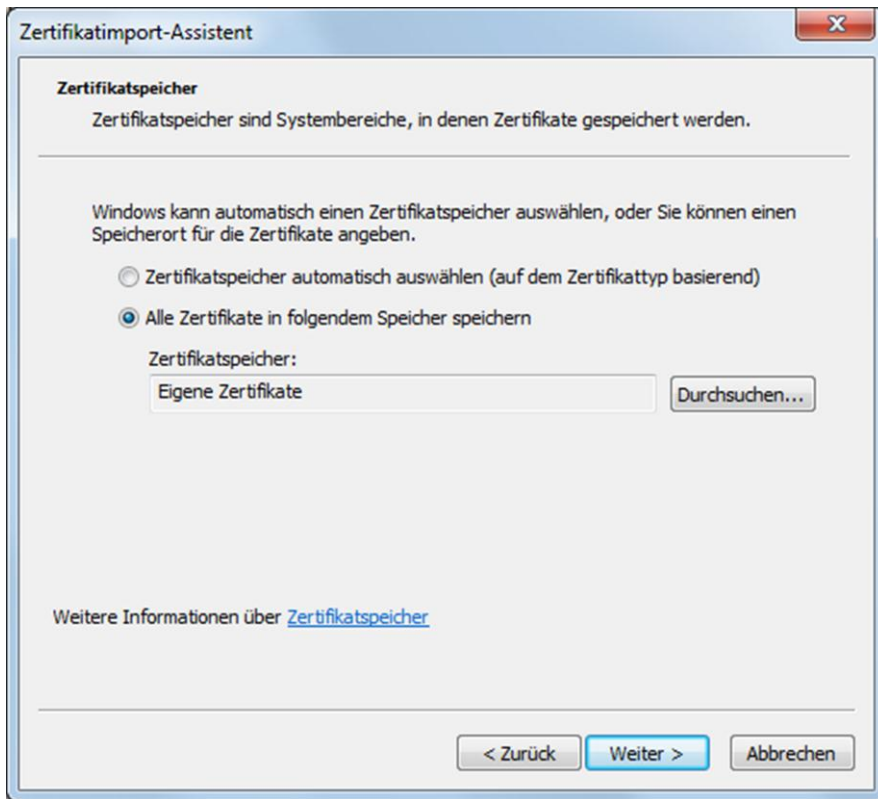 Zertifikatimport-Assistent
Zertifikatspeicher
Zertifikatspeicher sind Systembereiche, in denen Zertifikate gespeichert werden.
Windows kann automatisch einen Zertifikatspeicher auswählen, oder Sie können einen
Speicherort für die Zertifikate angeben.
Zertifikatspeicher automatisch auswählen (auf dem Zertifikattyp basierend)
Alle Zertifikate in folgendem Speicher speichern
Zertifikatspeicher:
Eigene Zertifikate
Durchsuchen...
Weitere Informationen über Zertifikatspeicher
< Zurück
Weiter >
Abbrechen